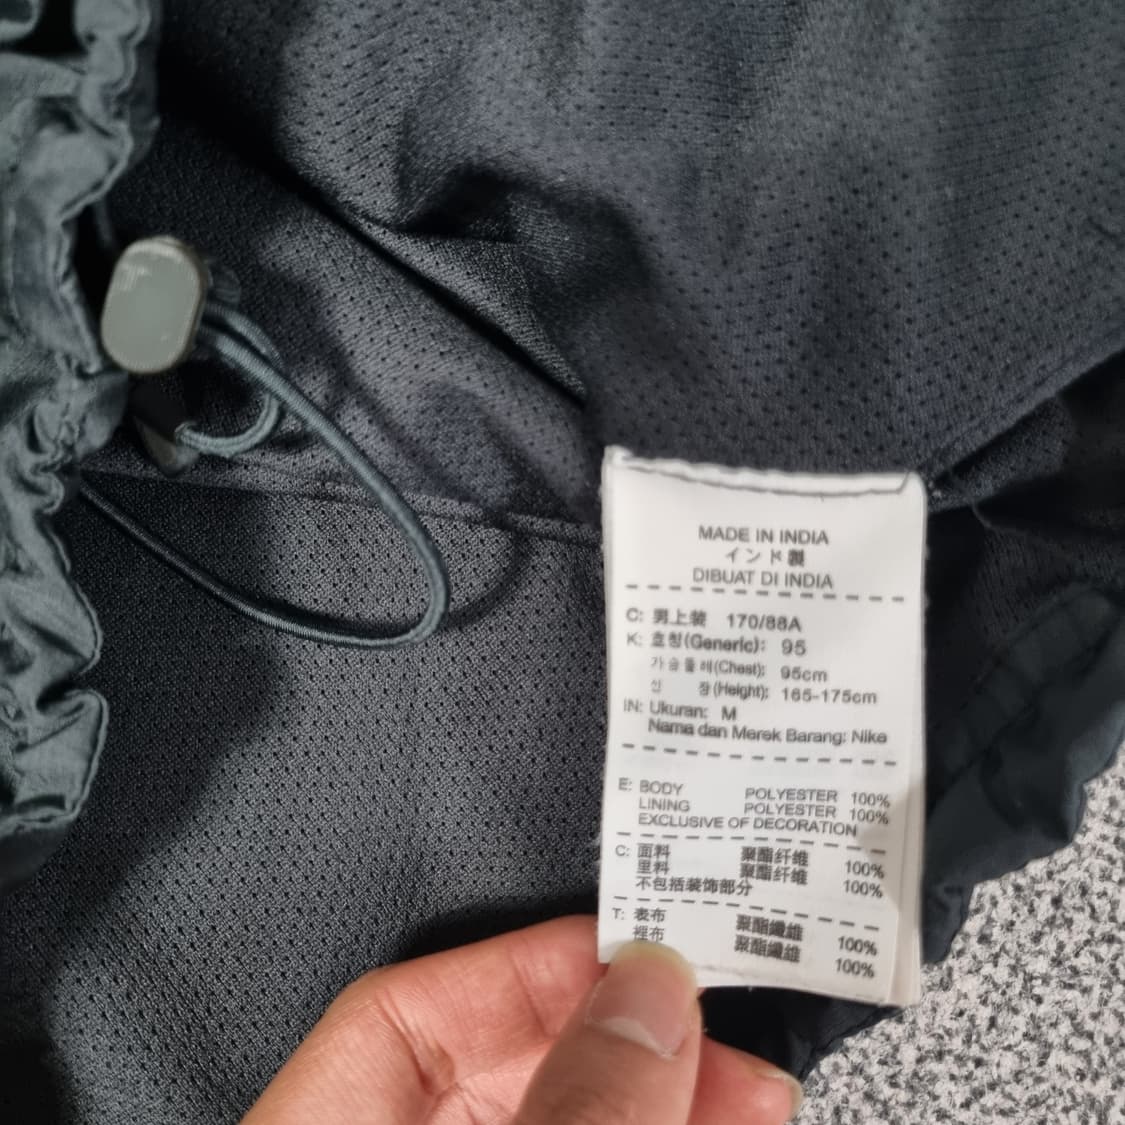 MADE IN INDIA
インド製
DIBUAT DI INDIA
C: 男上装 170/88A
K: 호칭(Generic): 95
가슴둘레(Chest): 95cm
신 장(Height): 165-175cm
IN: Ukuran: M
Nama dan Merek Barang: Nike
E: BODY POLYESTER 100%
LINING POLYESTER 100%
EXCLUSIVE OF DECORATION
C: 面料 聚酯纤维 100%
里料 聚酯纤维 100%
不包括装饰部分
T: 表布 聚酯纖維 100%
裡布 聚酯纖維 100%